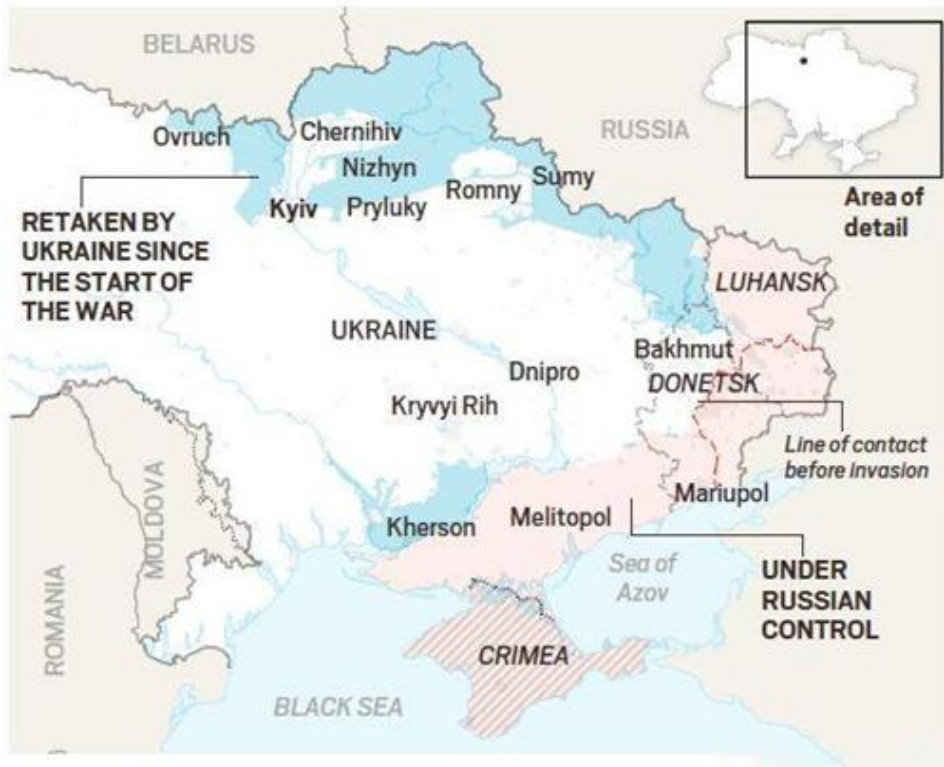 BELARUS
RUSSIA
Area of
detail
Ovruch
Chernihiv
Nizhyn
Romny
Sumy
Kyiv
Pryluky
RETAKEN BY
UKRAINE SINCE
THE START OF
THE WAR
LUHANSK
UKRAINE
Bakhmut
Dnipro
DONETSK
Kryvyi Rih
Line of contact
before invasion
Mariupol
MOLDOVA
Kherson
Melitopol
Sea of
Azov
UNDER
RUSSIAN
CONTROL
ROMANIA
CRIMEA
BLACK SEA